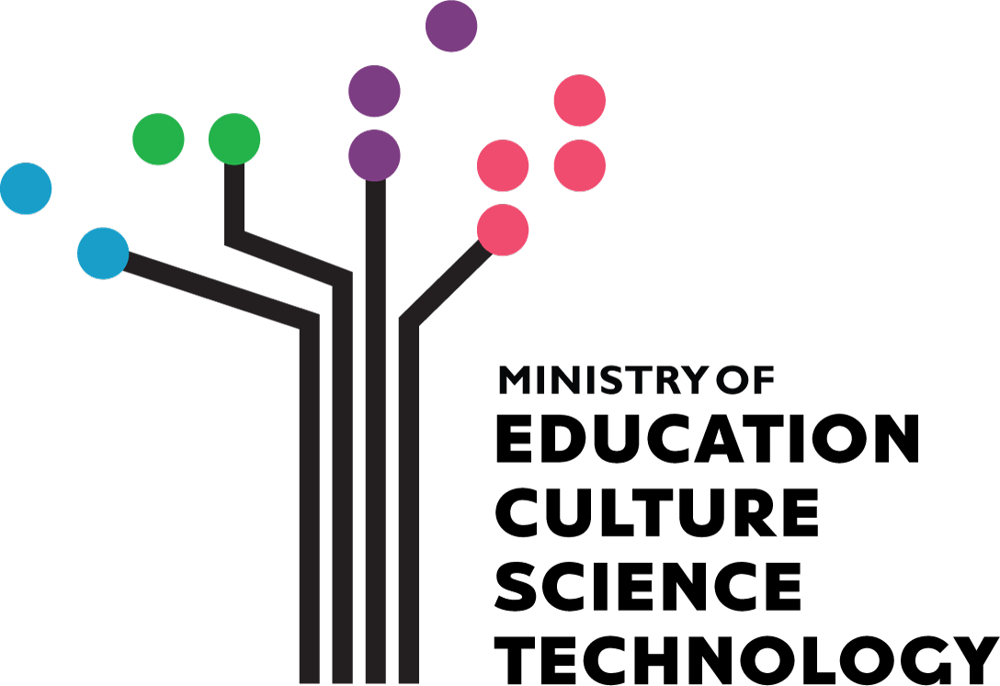 MINISTRY OF
EDUCATION
CULTURE
SCIENCE
TECHNOLOGY